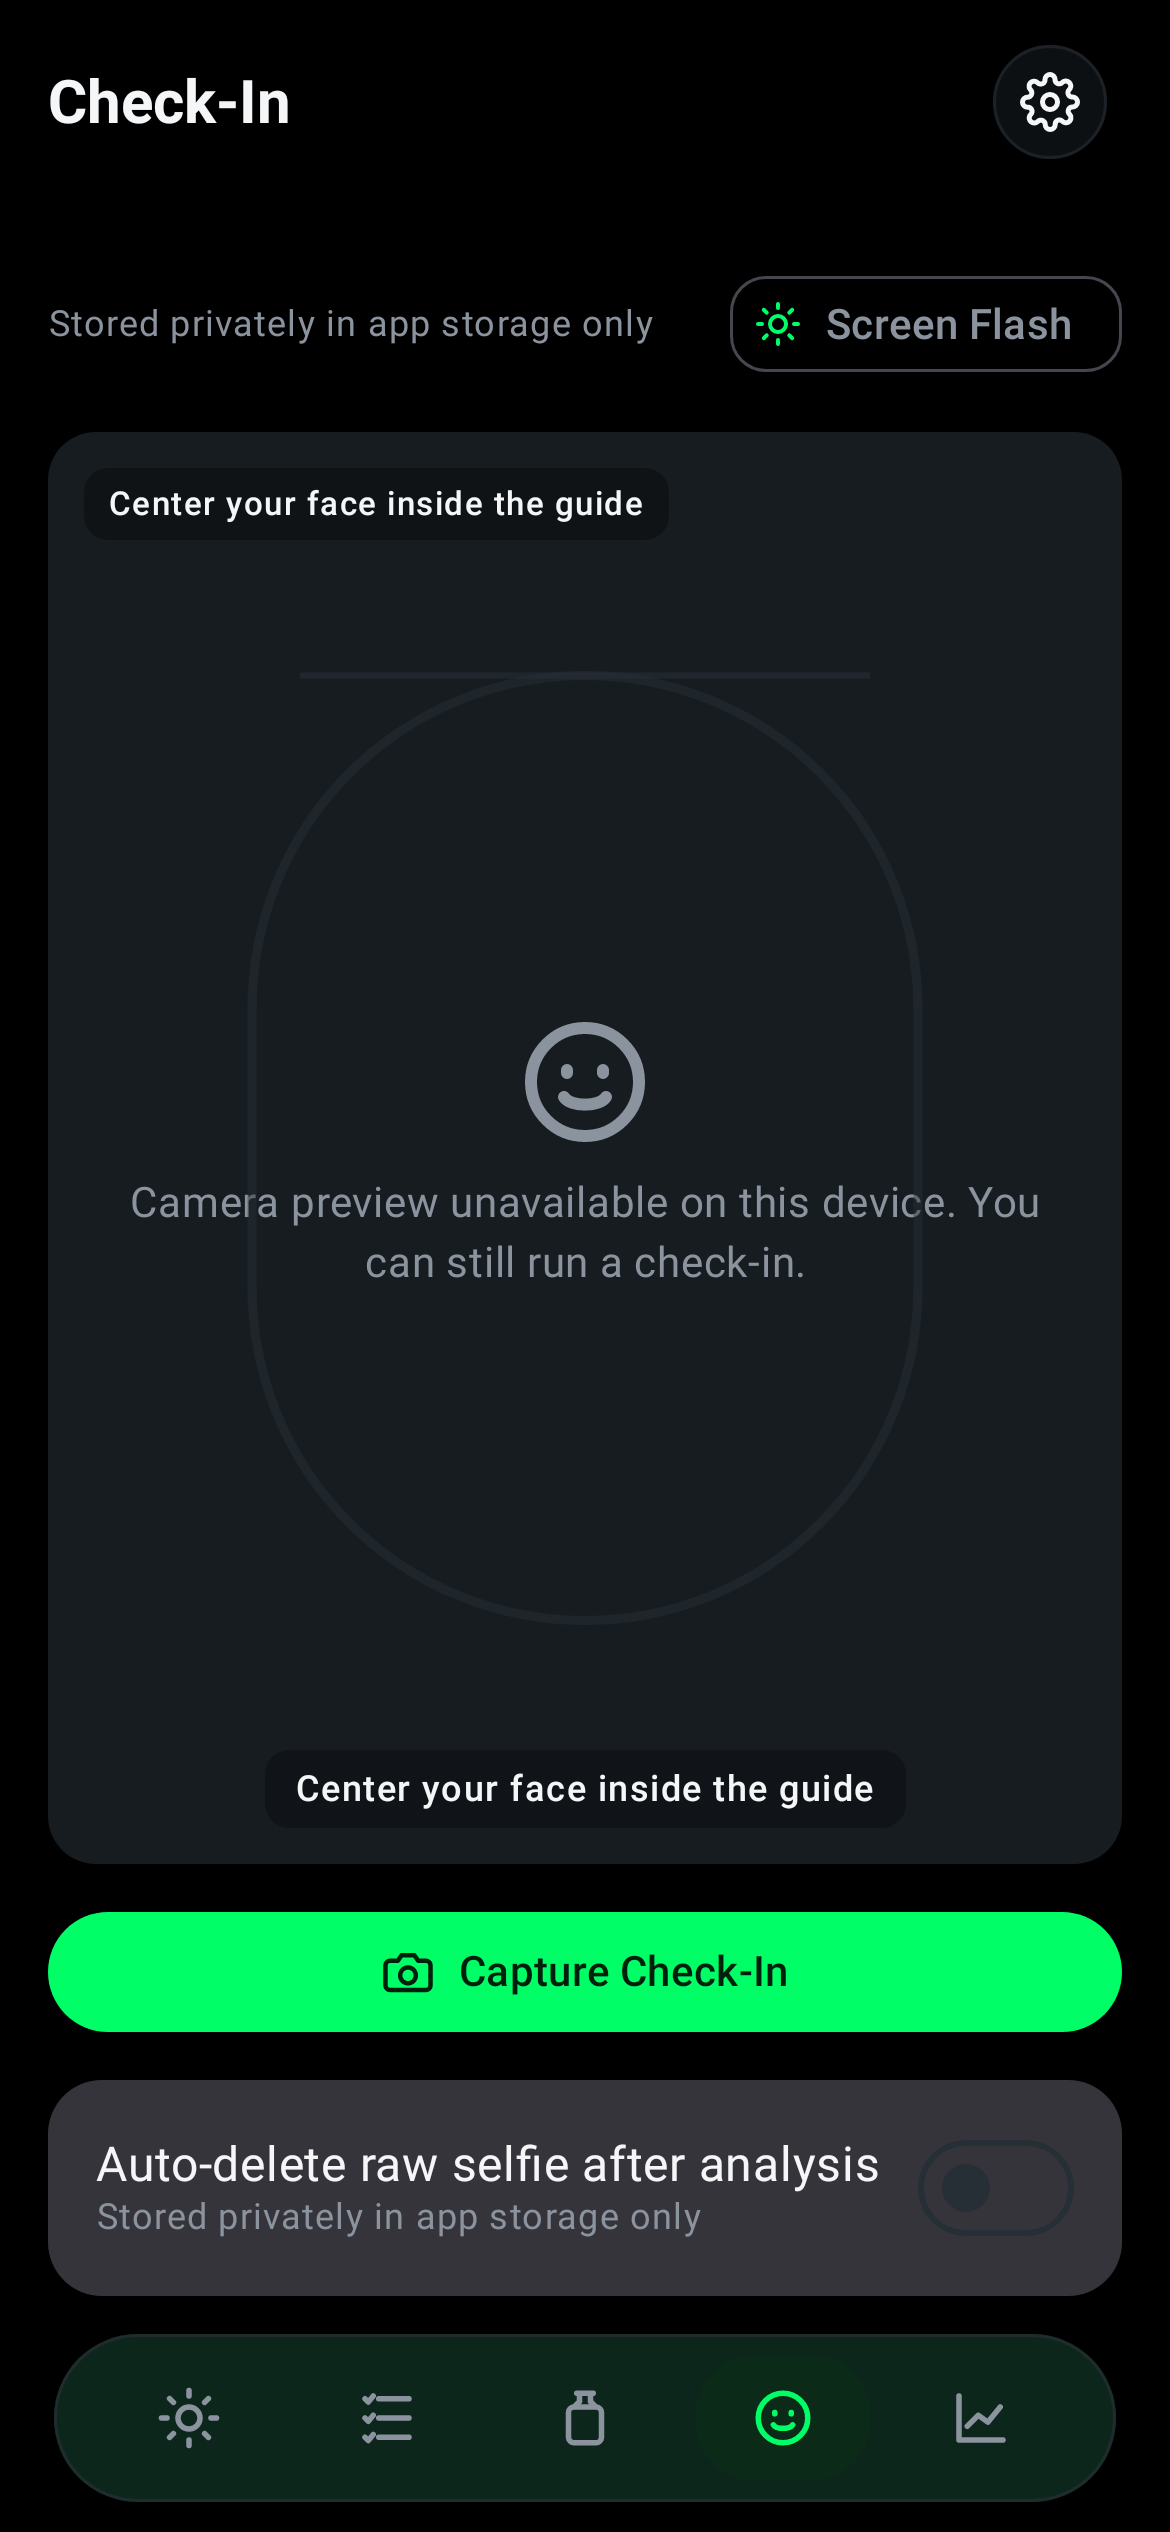 Check-In
Stored privately in app storage only
Screen Flash
Center your face inside the guide
Camera preview unavailable on this device. You
can still run a check-in.
Center your face inside the guide
Capture Check-In
Auto-delete raw selfie after analysis
Stored privately in app storage only